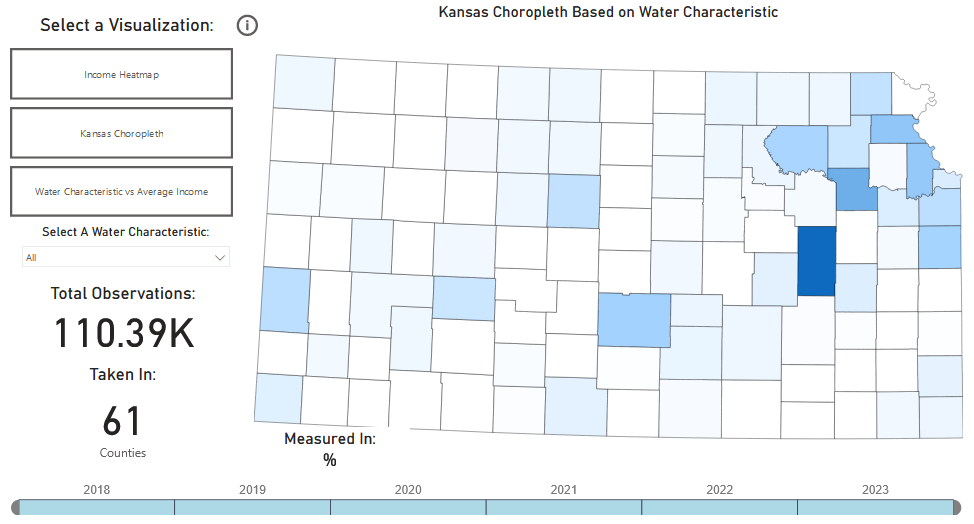 Select a Visualization:
i
Kansas Choropleth Based on Water Characteristic
Income Heatmap
Kansas Choropleth
Water Characteristic vs Average Income
Select A Water Characteristic:
All
Total Observations:
110.39K
Taken In:
61
Counties
Measured In:
%
2018 2019 2020 2021 2022 2023